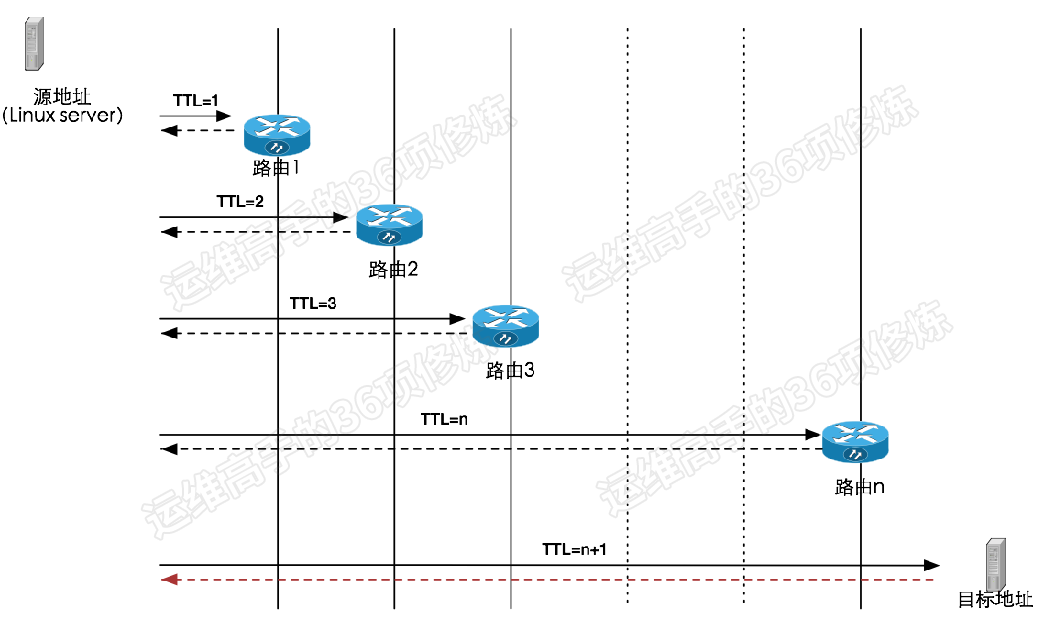 源地址
(Linux server)
TTL=1
路由1
TTL=2
路由2
TTL=3
路由3
TTL=n
路由n
TTL=n+1
目标地址
运维高手的36项修炼
运维高手的36项修炼
运维高手的36项修炼
运维高手的36项修炼